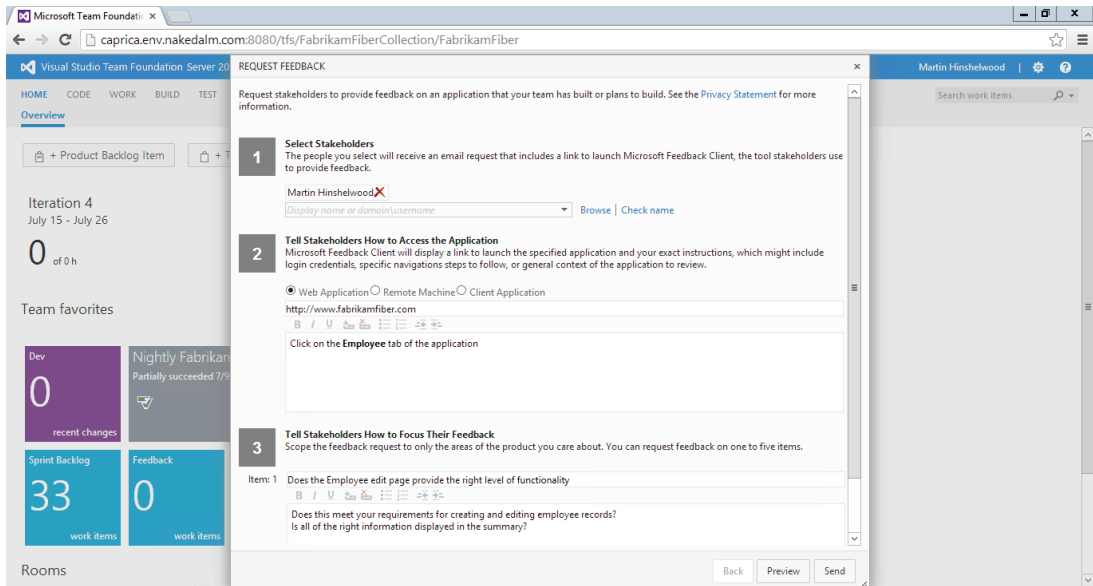 Microsoft Team Foundati
caprica.env.nakedalm.com:8080/tfs/FabrikamFiberCollection/FabrikamFiber
Visual Studio Team Foundation Server 20
REQUEST FEEDBACK
Martin Hinshelwood |
HOME CODE WORK BUILD TEST
Search work items
Overview
Request stakeholders to provide feedback on an application that your team has built or plans to build. See the Privacy Statement for more
information.
+ Product Backlog Item
+ T
1
Select Stakeholders
The people you select will receive an email request that includes a link to launch Microsoft Feedback Client, the tool stakeholders use
to provide feedback.
Martin Hinshelwood
Display name or domain\username
Browse | Check name
Iteration 4
July 15 - July 26
0 of 0 h
2
Tell Stakeholders How to Access the Application
Microsoft Feedback Client will display a link to launch the specified application and your exact instructions, which might include
login credentials, specific navigations steps to follow, or general context of the application to review.
Web Application Remote Machine Client Application
http://www.fabrikamfiber.com
B I U
Click on the Employee tab of the application
Team favorites
Dev
0
recent changes
Nightly Fabrikan
Partially succeeded 7/9
3
Tell Stakeholders How to Focus Their Feedback
Scope the feedback request to only the areas of the product you care about. You can request feedback on one to five items.
Item: 1 Does the Employee edit page provide the right level of functionality
B I U
Does this meet your requirements for creating and editing employee records?
Is all of the right information displayed in the summary?
Sprint Backlog
33
work items
Feedback
0
work items
Rooms
Back
Preview
Send